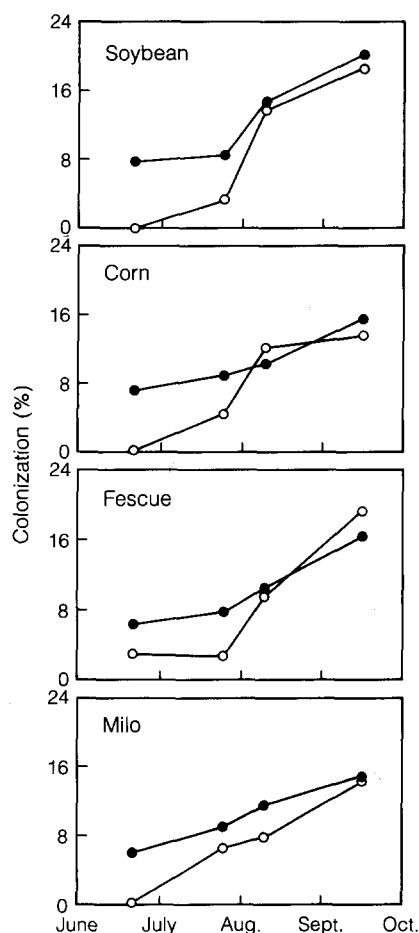 24
Soybean
16
8
0
24
Corn
16
8
0
Colonization (%)
24
Fescue
16
8
0
24
Milo
16
8
0
June July Aug. Sept. Oct.